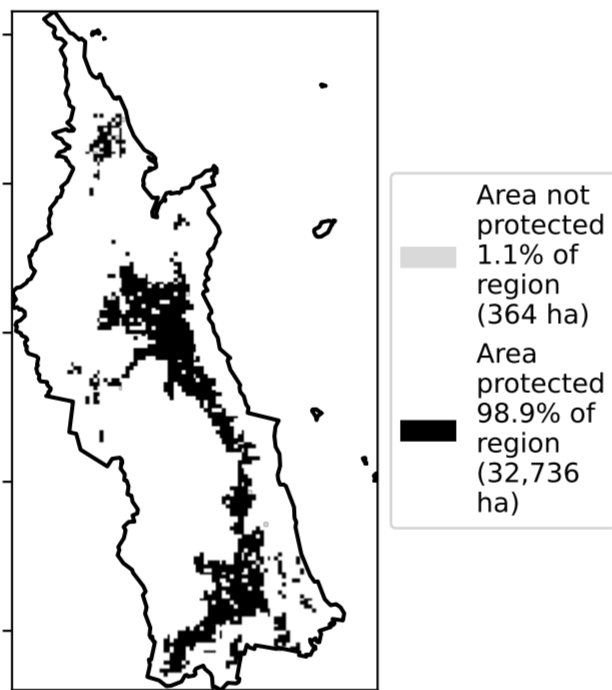 Area not
protected
1.1% of
region
(364 ha)
Area
protected
98.9% of
region
(32,736
ha)